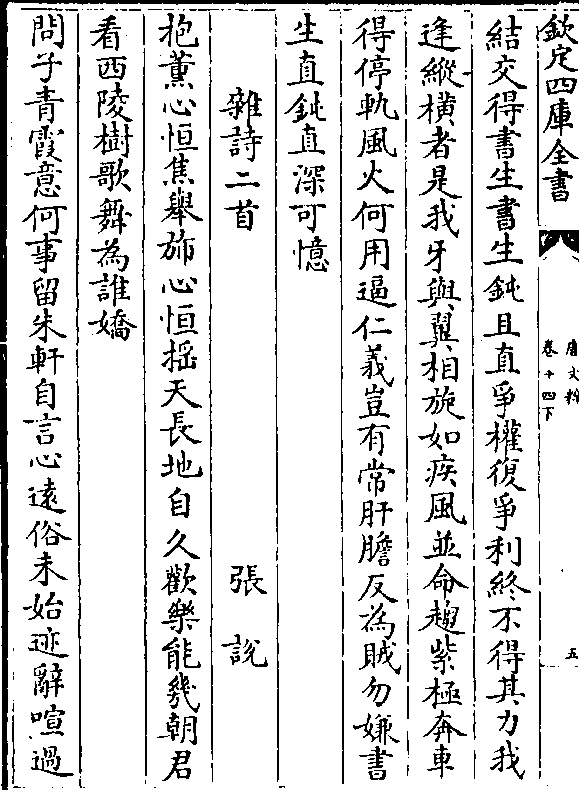 欽定四庫全書
唐文粹
卷十四下
五
結交得書生書生鈍且直爭權復爭利終不得其力我
逢縱橫者是我牙與翼相旋如疾風並命趨紫極奔車
得停軌風火何用逼仁義豈有常肝膽反為賊勿嫌書
生直鈍直深可憶
雜詩二首
張說
抱薰心恒焦舉斾心恒揺天長地自久歡樂能幾朝君
看西陵樹歌舞為誰嬌
問子青霞意何事留朱軒自言心遠俗未始迹辭喧過